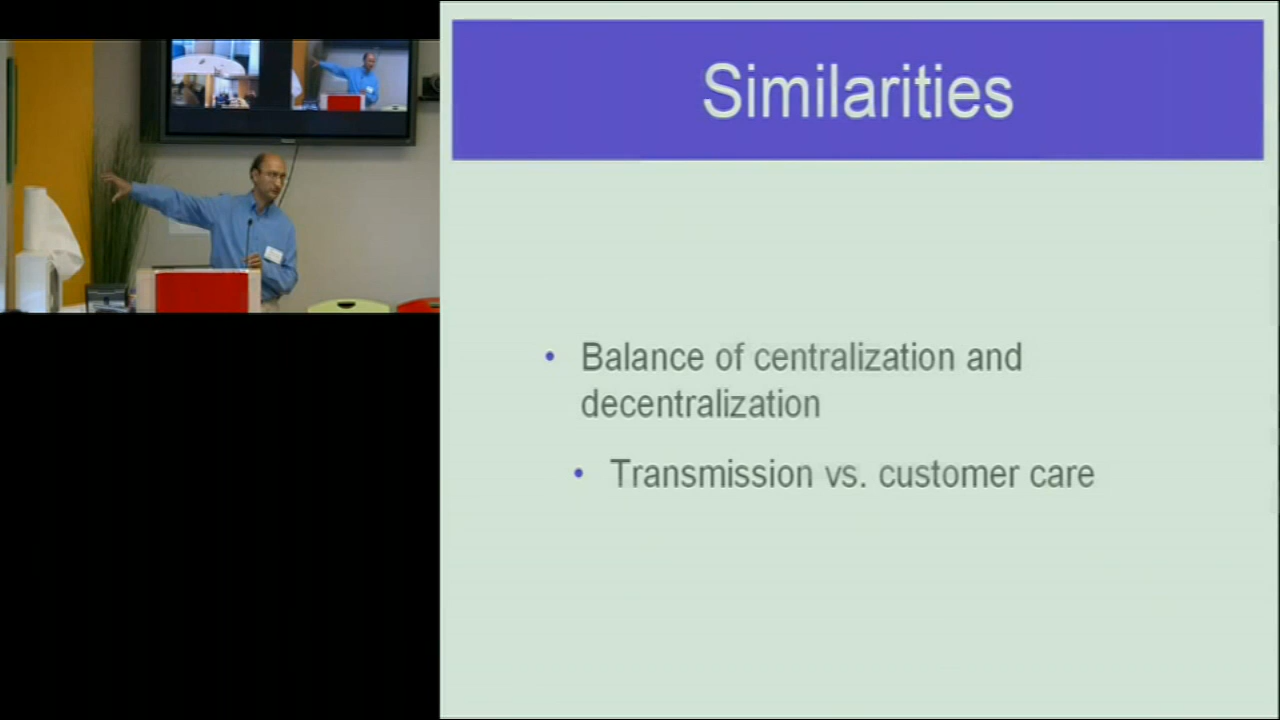 Similarities
• Balance of centralization and
decentralization
• Transmission vs. customer care